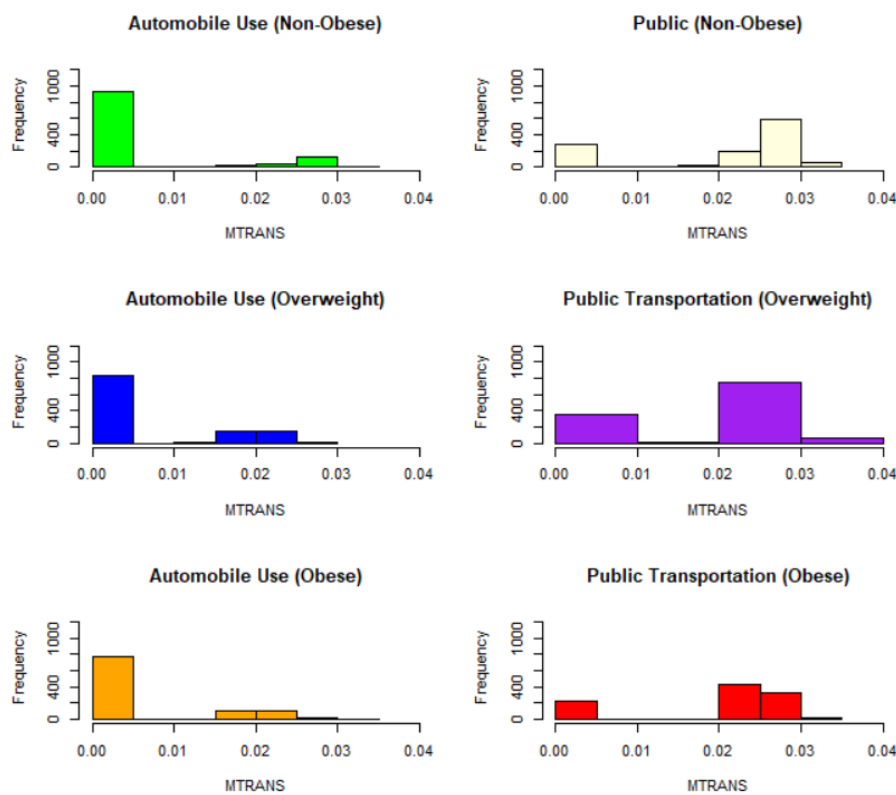 Automobile Use (Non-Obese)
Frequency
0 400 1000
0.00 0.01 0.02 0.03 0.04
MTRANS
Public (Non-Obese)
Frequency
0 400 1000
0.00 0.01 0.02 0.03 0.04
MTRANS
Automobile Use (Overweight)
Frequency
0 400 1000
0.00 0.01 0.02 0.03 0.04
MTRANS
Public Transportation (Overweight)
Frequency
0 400 1000
0.00 0.01 0.02 0.03 0.04
MTRANS
Automobile Use (Obese)
Frequency
0 400 1000
0.00 0.01 0.02 0.03 0.04
MTRANS
Public Transportation (Obese)
Frequency
0 400 1000
0.00 0.01 0.02 0.03 0.04
MTRANS